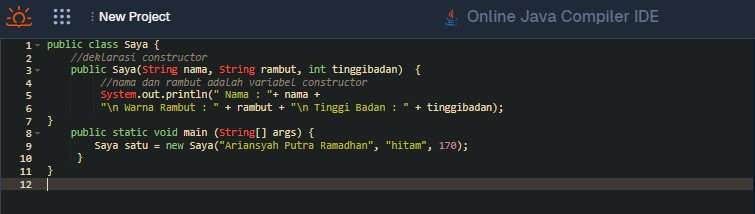 New Project
Online Java Compiler IDE
1 public class Saya {
2 //deklarasi constructor
3 public Saya(String nama, String rambut, int tinggibadan) {
4 //nama dan rambut adalah variabel constructor
5 System.out.println(" Nama : "+ nama +
6 "\n Warna Rambut : " + rambut + "\n Tinggi Badan : " + tinggibadan);
7 }
8 public static void main (String[] args) {
9 Saya satu = new Saya("Ariansyah Putra Ramadhan", "hitam", 170);
10 }
11 }
12